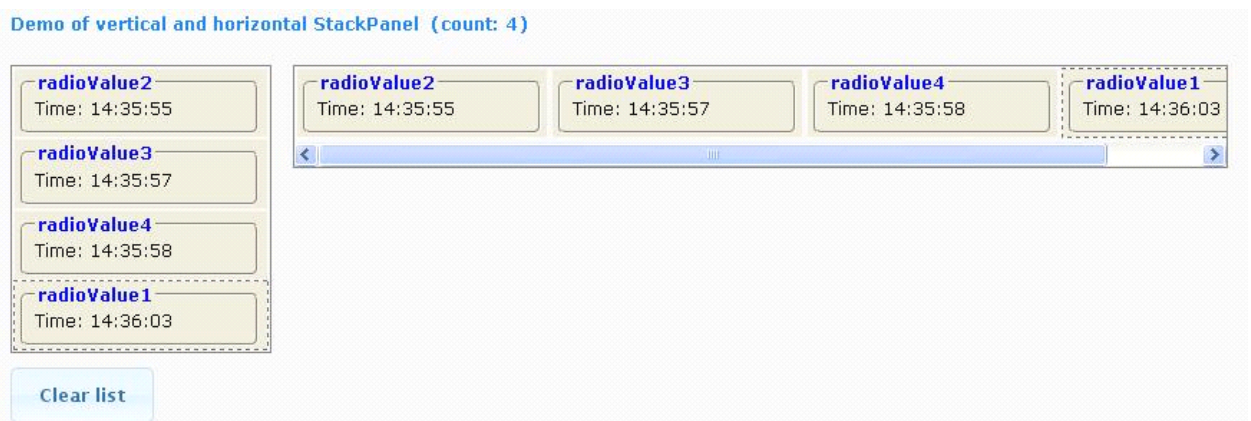 Demo of vertical and horizontal StackPanel (count: 4)
radioValue2
Time: 14:35:55
radioValue3
Time: 14:35:57
radioValue4
Time: 14:35:58
radioValue1
Time: 14:36:03
radioValue2 radioValue3 radioValue4 radioValue1
Time: 14:35:55 Time: 14:35:57 Time: 14:35:58 Time: 14:36:03
Clear list